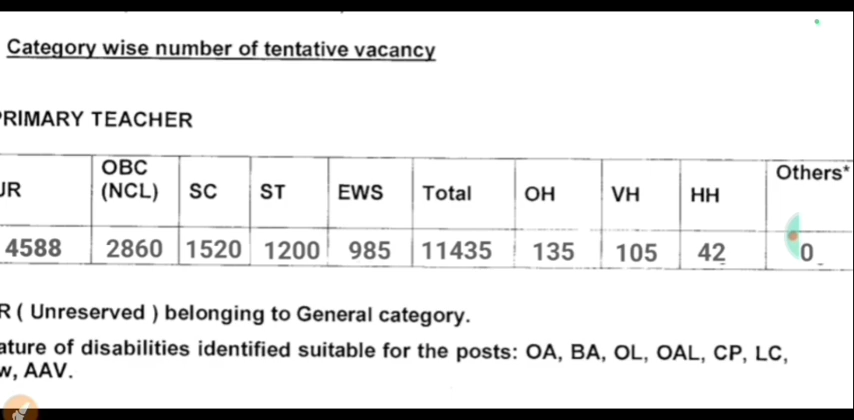 Category wise number of tentative vacancy
PRIMARY TEACHER
UR OBC (NCL) SC ST EWS Total OH VH HH Others*
4588 2860 1520 1200 985 11435 135 105 42 0
R ( Unreserved ) belonging to General category.
ature of disabilities identified suitable for the posts: OA, BA, OL, OAL, CP, LC,
w, AAV.